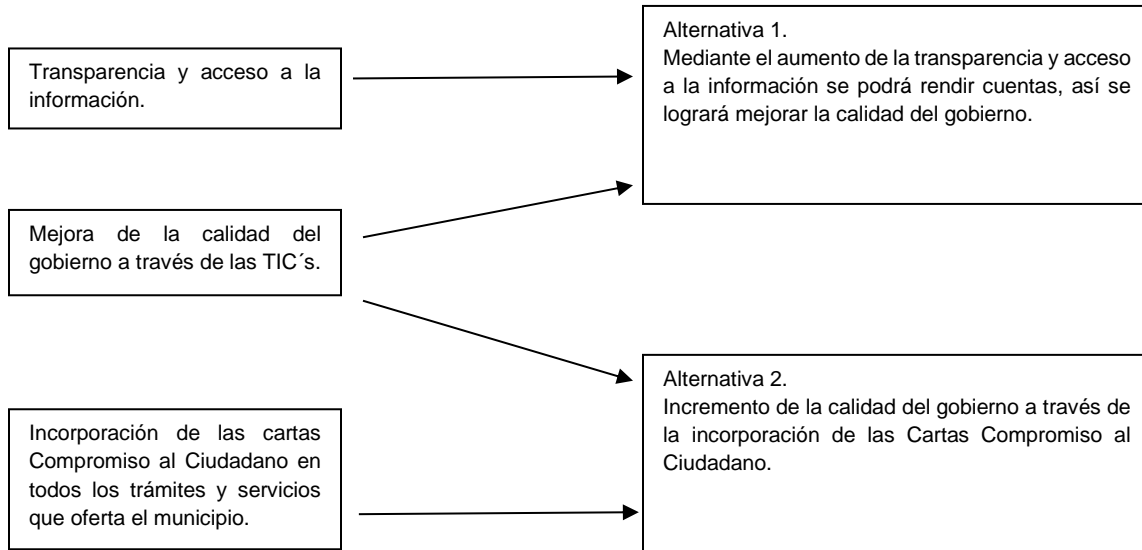 Transparencia y acceso a la
información.
Mejora de la calidad del
gobierno a través de las TIC´s.
Incorporación de las cartas
Compromiso al Ciudadano en
todos los trámites y servicios
que oferta el municipio.
Alternativa 1.
Mediante el aumento de la transparencia y acceso
a la información se podrá rendir cuentas, así se
logrará mejorar la calidad del gobierno.
Alternativa 2.
Incremento de la calidad del gobierno a través de
la incorporación de las Cartas Compromiso al
Ciudadano.